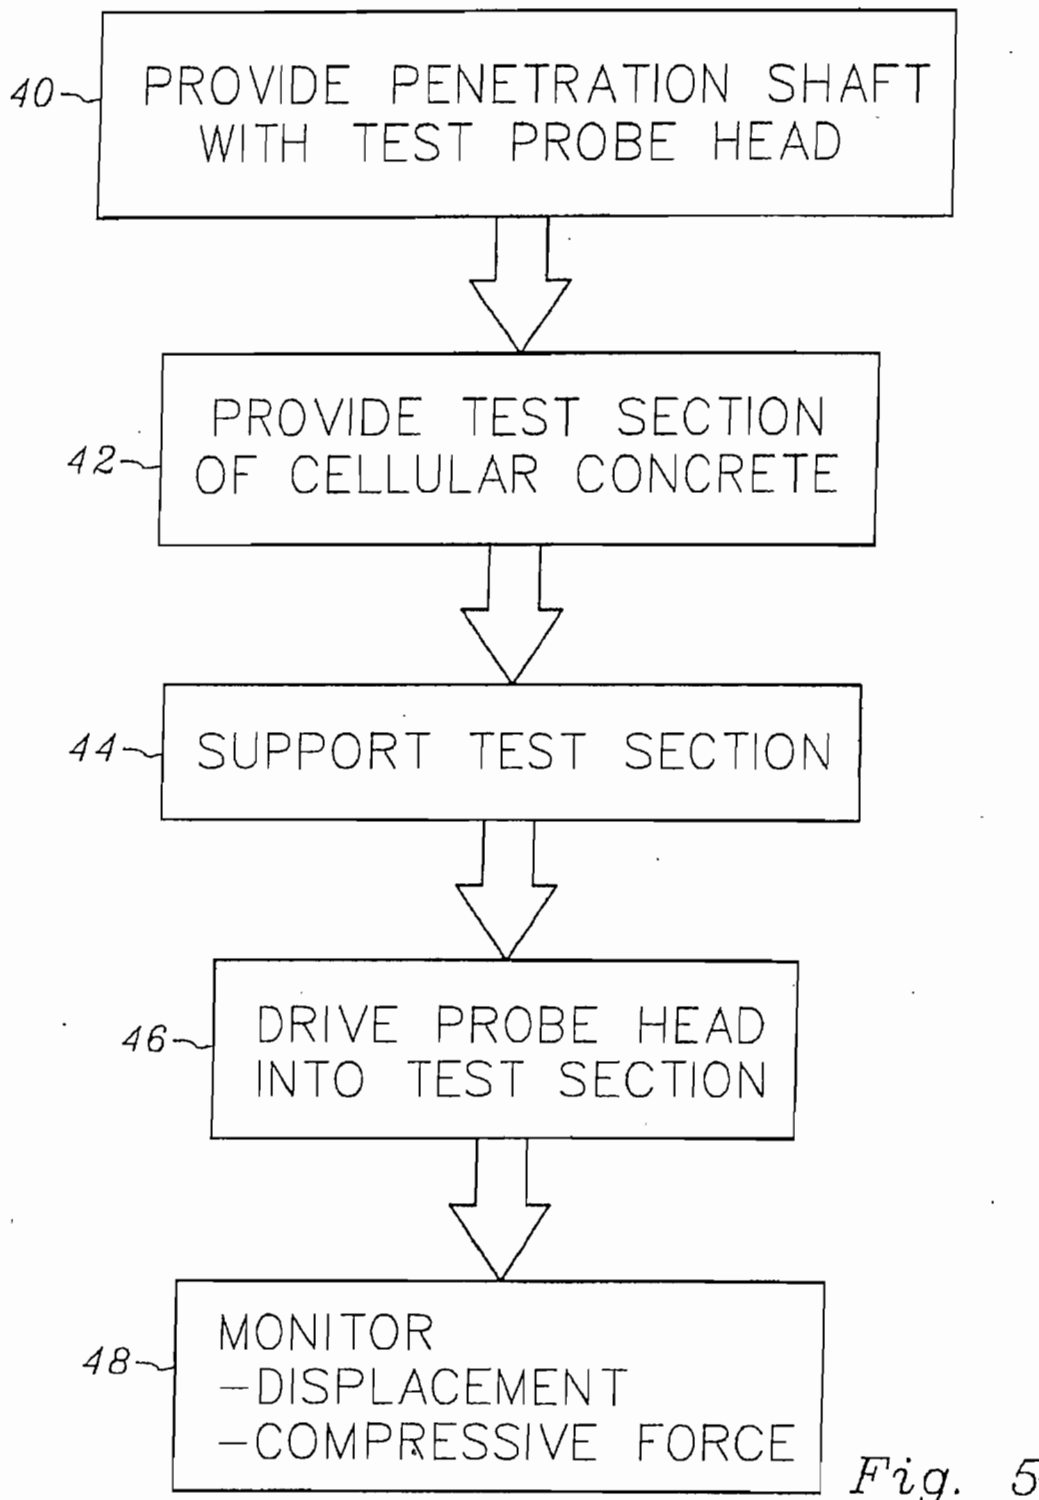 40
PROVIDE PENETRATION SHAFT
WITH TEST PROBE HEAD
42
PROVIDE TEST SECTION
OF CELLULAR CONCRETE
44
SUPPORT TEST SECTION
46
DRIVE PROBE HEAD
INTO TEST SECTION
48
MONITOR
-DISPLACEMENT
-COMPRESSIVE FORCE
Fig. 5